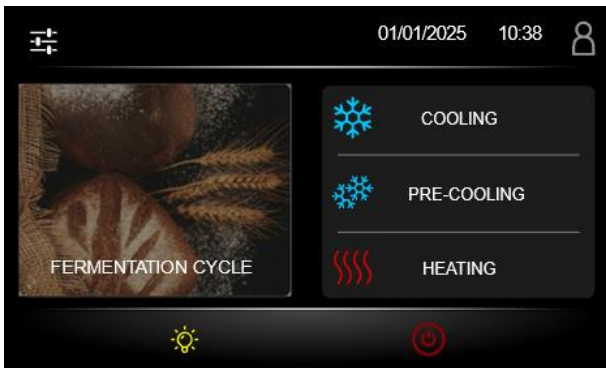 01/01/2025 10:38
COOLING
PRE-COOLING
FERMENTATION CYCLE
HEATING